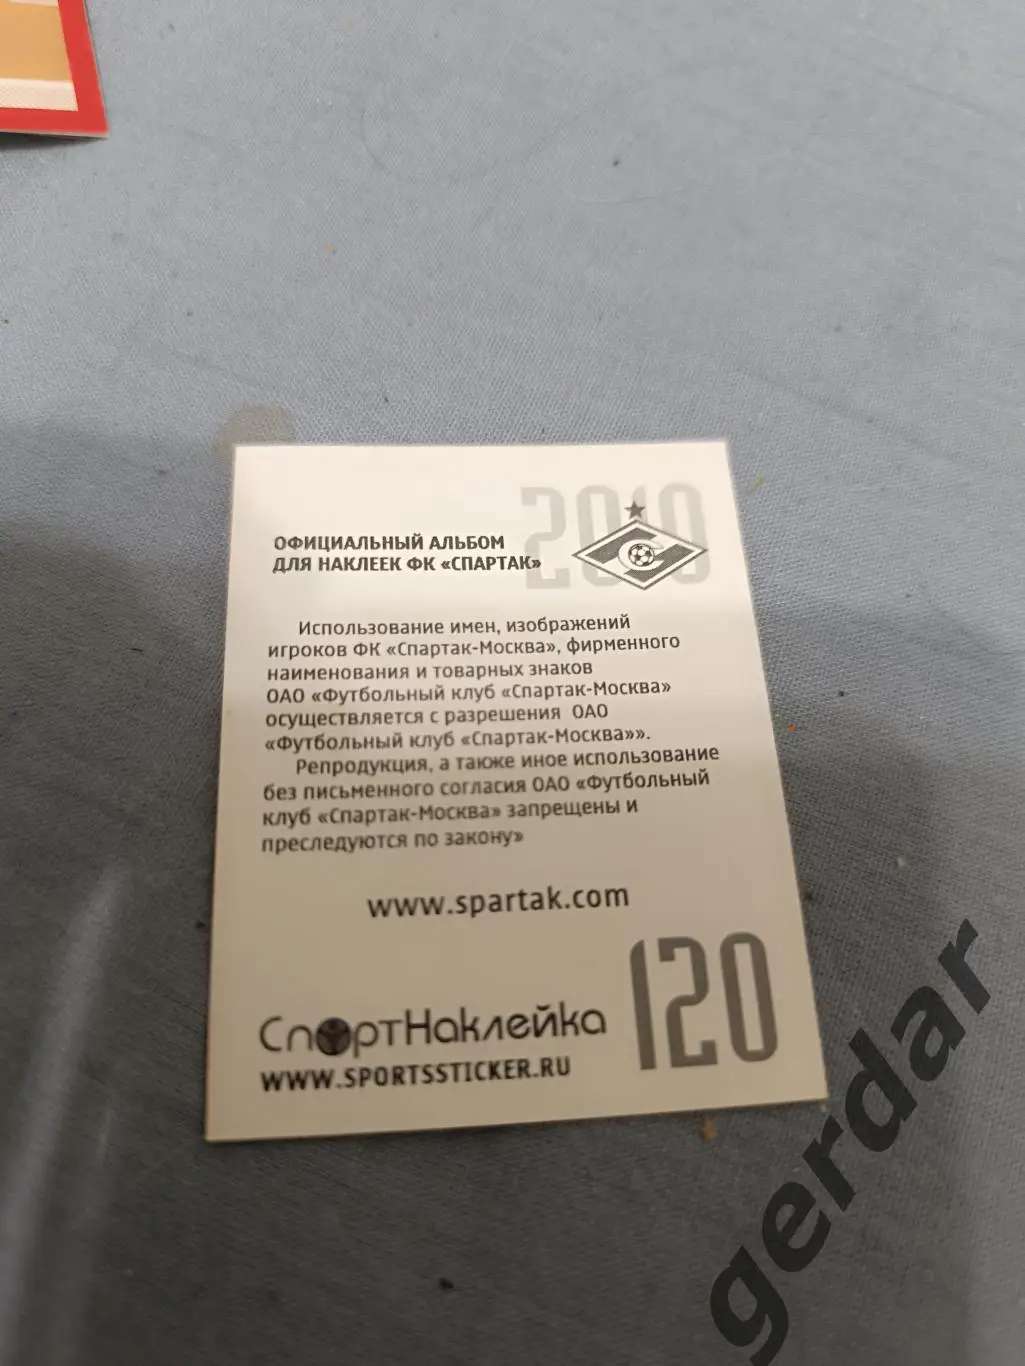 2010
ОФИЦИАЛЬНЫЙ АЛЬБОМ
ДЛЯ НАКЛЕЕК ФК «СПАРТАК»
Использование имен, изображений
игроков ФК «Спартак-Москва», фирменного
наименования и товарных знаков
ОАО «Футбольный клуб «Спартак-Москва»
осуществляется с разрешения ОАО
«Футбольный клуб «Спартак-Москва»».
Репродукция, а также иное использование
без письменного согласия ОАО «Футбольный
клуб «Спартак-Москва» запрещены и
преследуются по закону»
www.spartak.com
СпортНаклейка
WWW.SPORTSSTICKER.RU
120
gerdar